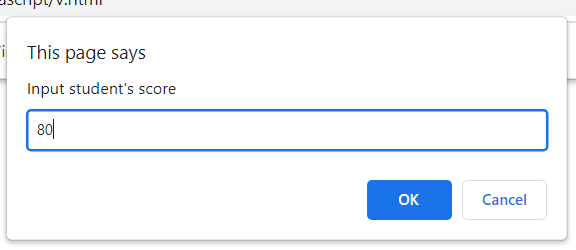 ascript/v.html
This page says
Input student's score
80
OK
Cancel